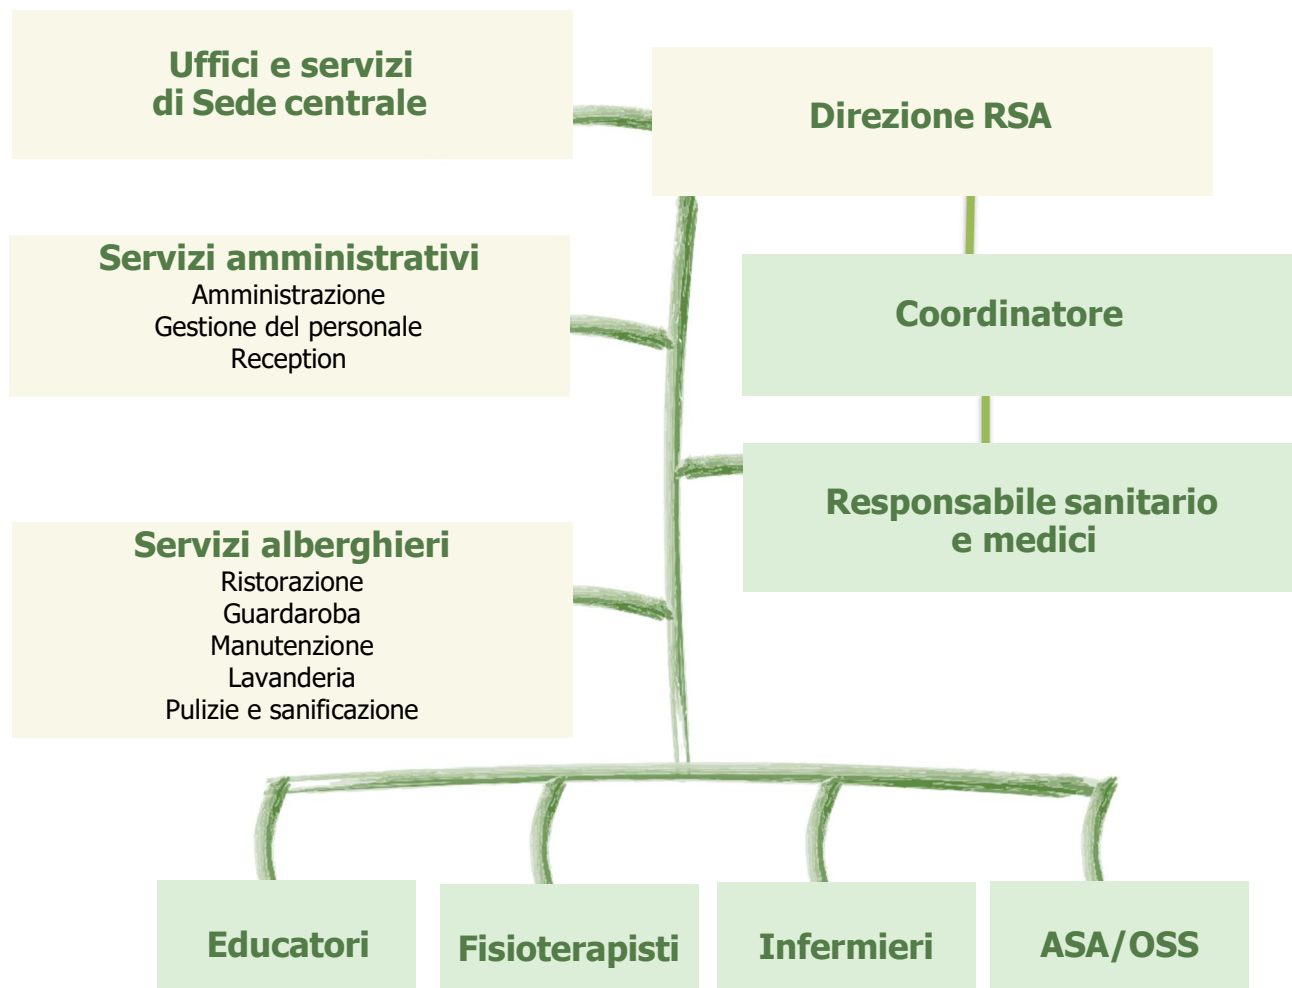 Uffici e servizi
di Sede centrale
Direzione RSA
Servizi amministrativi
Amministrazione
Gestione del personale
Reception
Coordinatore
Responsabile sanitario
e medici
Servizi alberghieri
Ristorazione
Guardaroba
Manutenzione
Lavanderia
Pulizie e sanificazione
Educatori
Fisioterapisti
Infermieri
ASA/OSS